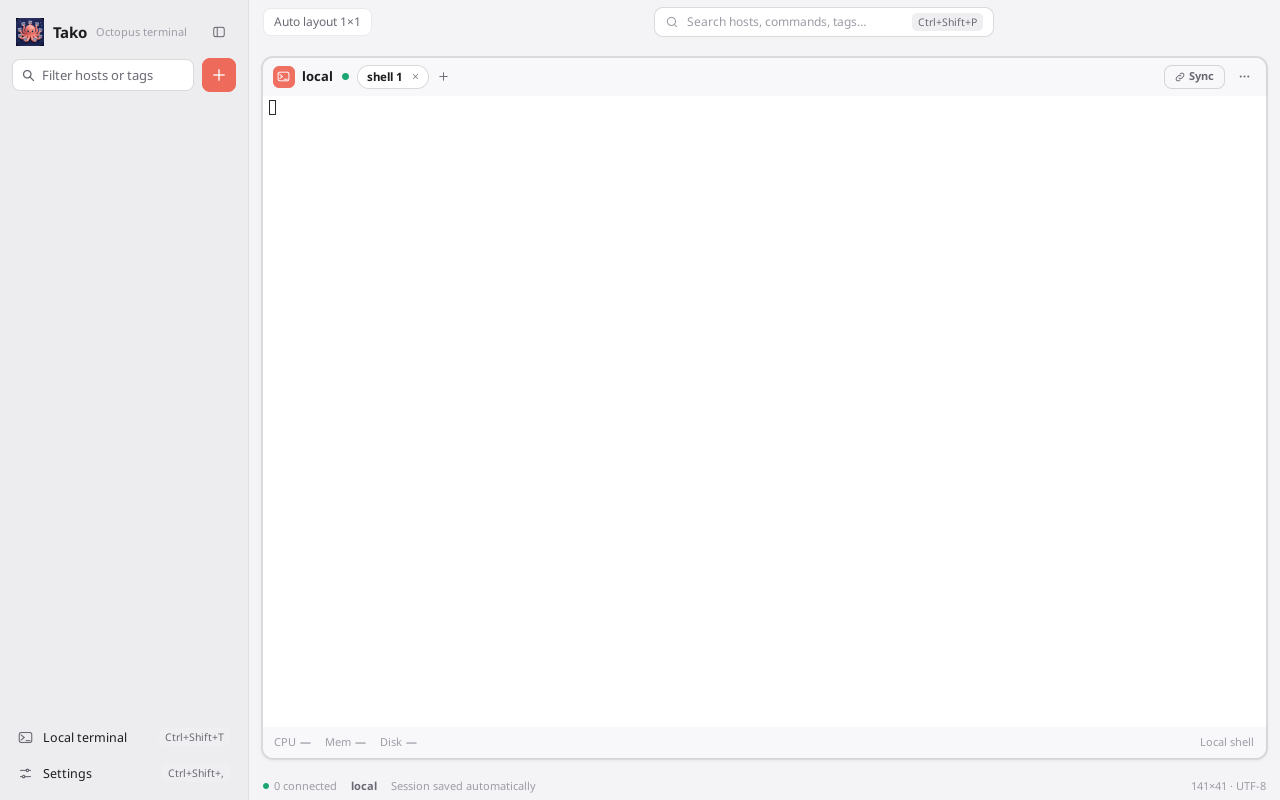 Tako Octopus terminal
Filter hosts or tags
Auto layout 1×1
Search hosts, commands, tags... Ctrl+Shift+P
local shell 1 × +
Sync ···
CPU — Mem — Disk —
Local shell
Local terminal Ctrl+Shift+T
Settings Ctrl+Shift+,
0 connected local Session saved automatically
141×41 · UTF-8